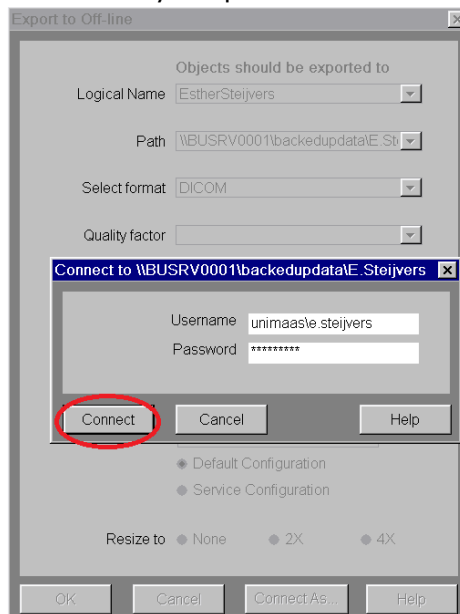 Export to Off-line
Objects should be exported to
Logical Name EstherSteijvers
Path \\BUSRV0001\backedupdata\E.St
Select format DICOM
Quality factor
Connect to \\BUSRV0001\backedupdata\E.Steijvers
Username unimaas\e.steijvers
Password *********
Connect Cancel Help
Default Configuration
Service Configuration
Resize to None 2X 4X
OK Cancel Connect As... Help